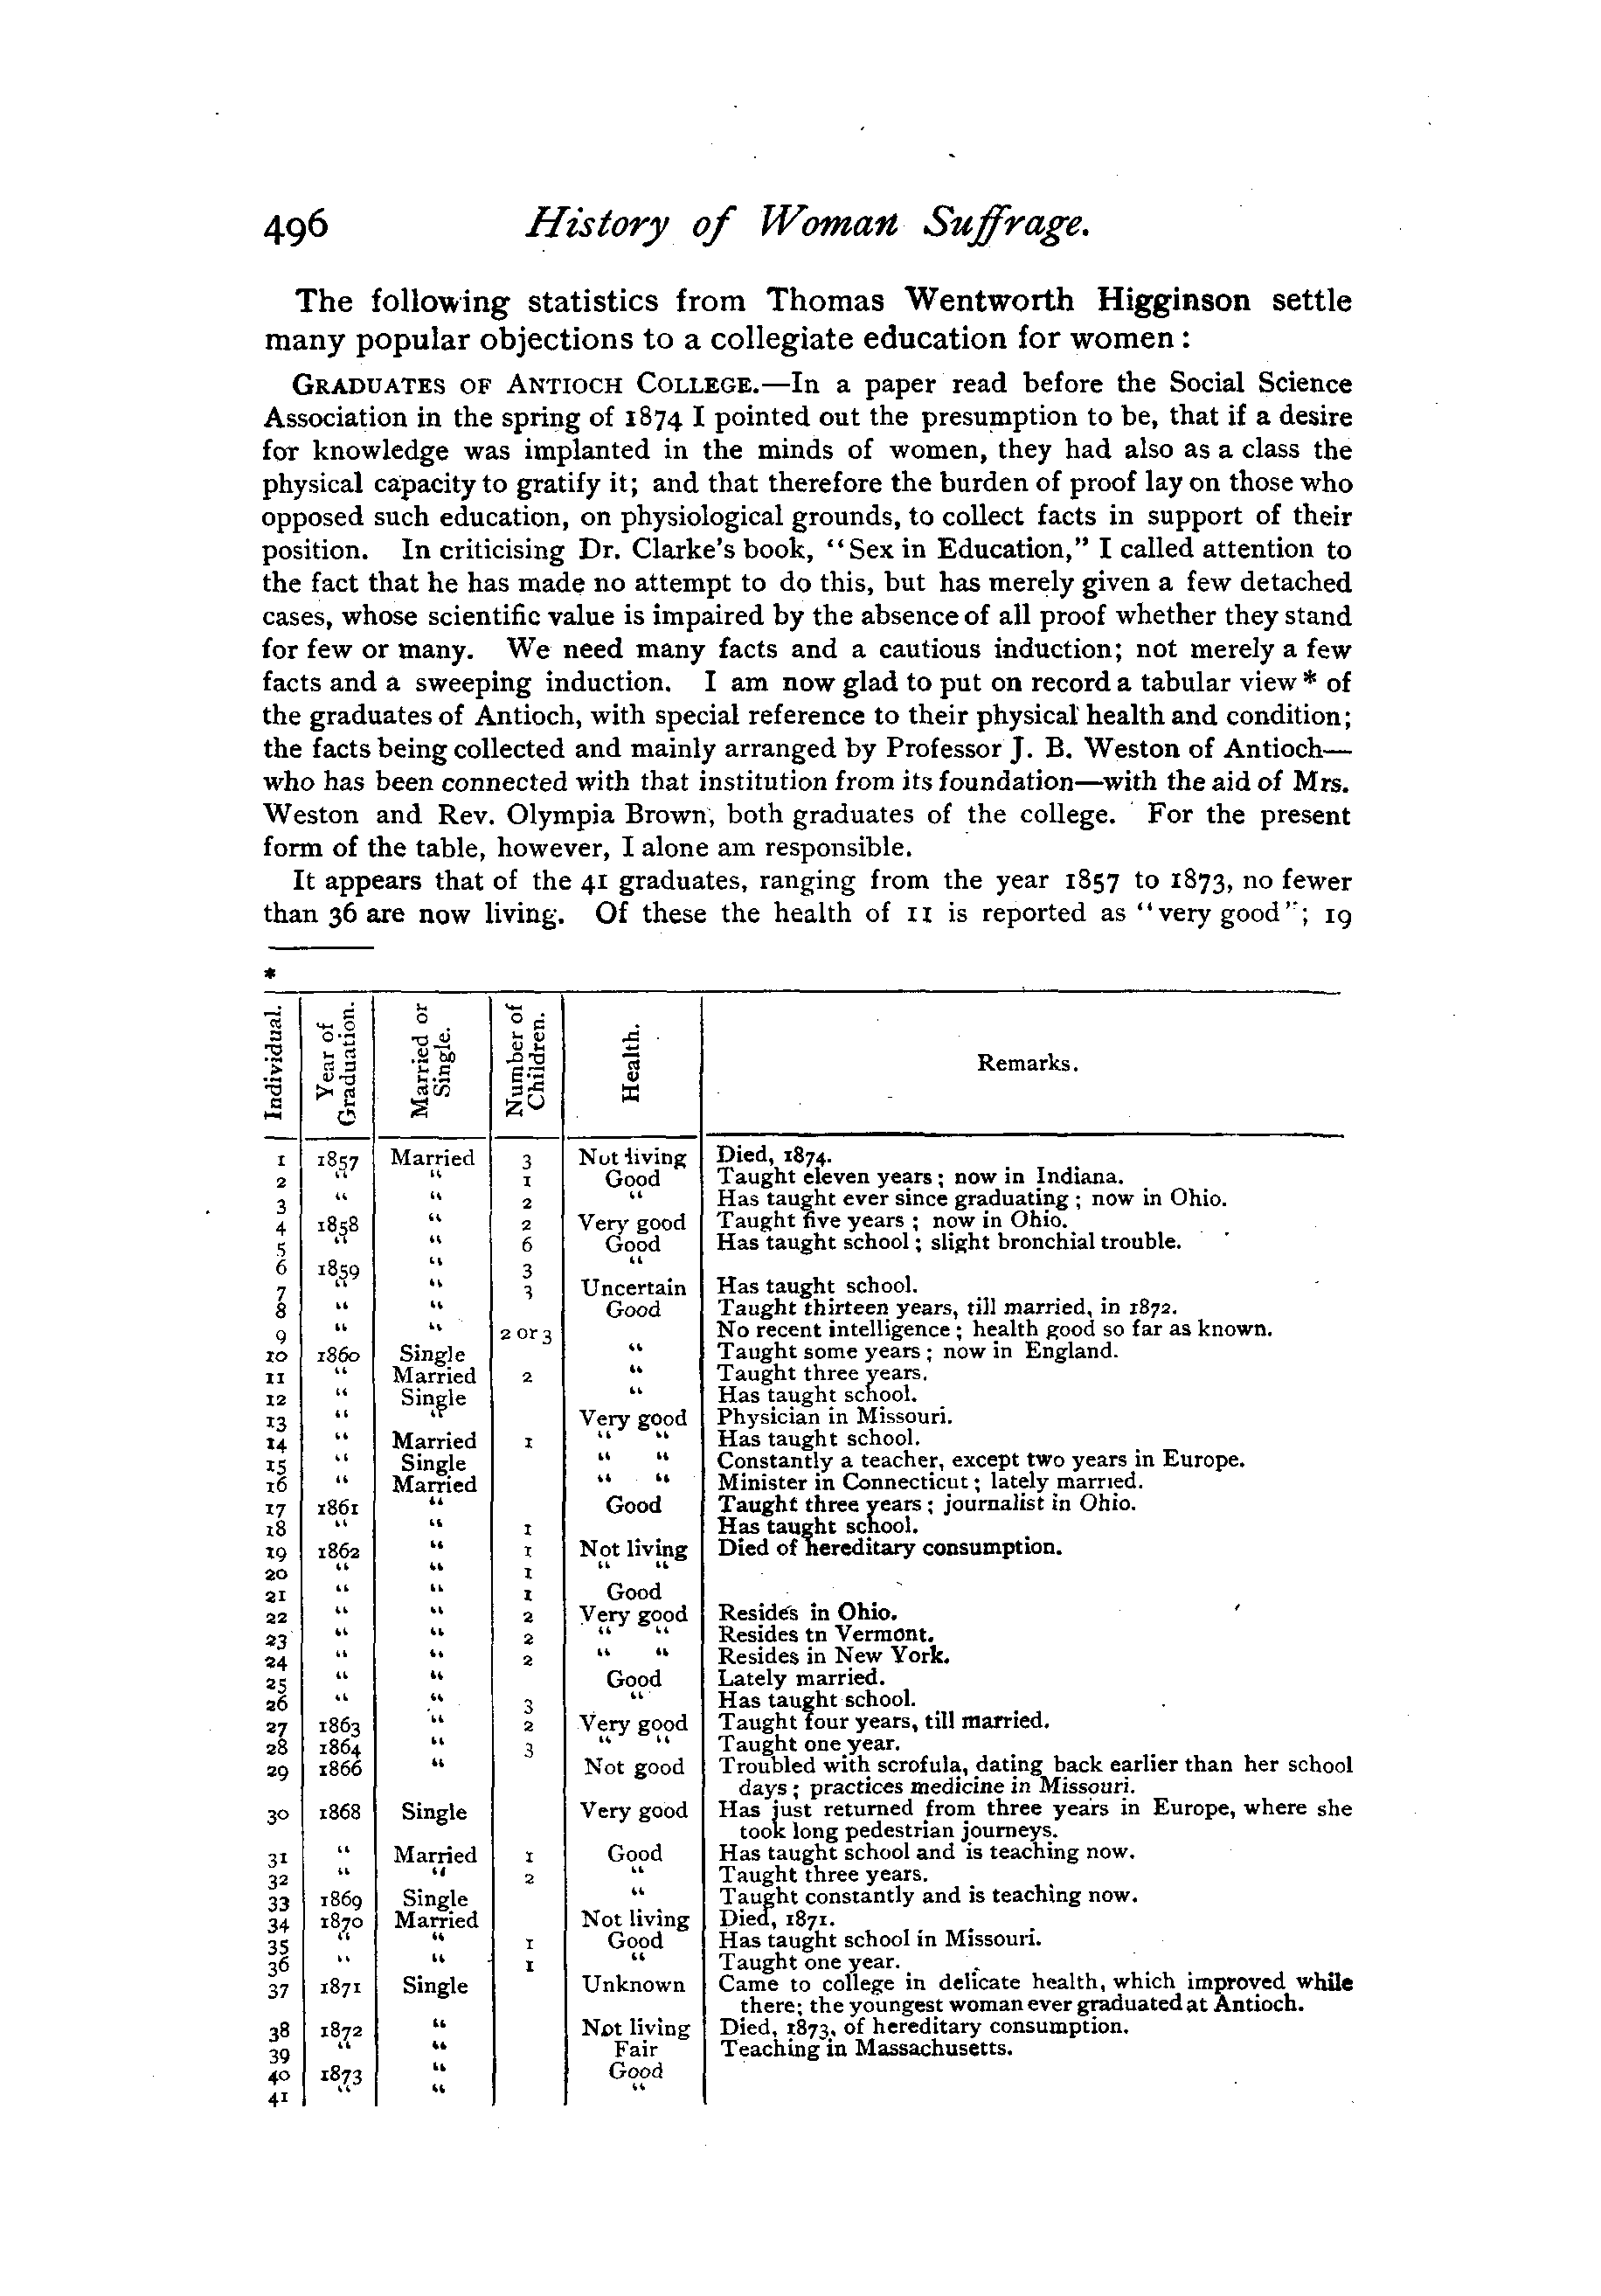 496 History of Woman Suffrage.
The following statistics from Thomas Wentworth Higginson settle
many popular objections to a collegiate education for women :
GRADUATES OF ANTIOCH COLLEGE.—In a paper read before the Social Science
Association in the spring of 1874 I pointed out the presumption to be, that if a desire
for knowledge was implanted in the minds of women, they had also as a class the
physical capacity to gratify it; and that therefore the burden of proof lay on those who
opposed such education, on physiological grounds, to collect facts in support of their
position. In criticising Dr. Clarke's book, "Sex in Education," I called attention to
the fact that he has made no attempt to do this, but has merely given a few detached
cases, whose scientific value is impaired by the absence of all proof whether they stand
for few or many. We need many facts and a cautious induction; not merely a few
facts and a sweeping induction. I am now glad to put on record a tabular view * of
the graduates of Antioch, with special reference to their physical health and condition;
the facts being collected and mainly arranged by Professor J. B. Weston of Antioch—
who has been connected with that institution from its foundation—with the aid of Mrs.
Weston and Rev. Olympia Brown, both graduates of the college. For the present
form of the table, however, I alone am responsible.
It appears that of the 41 graduates, ranging from the year 1857 to 1873, no fewer
than 36 are now living. Of these the health of 11 is reported as "very good"; 19
*
Individual. Year of Graduation. Married or Single. Number of Children. Health. Remarks.
1 1857 Married 3 Not living Died, 1874.
2 " " 1 Good Taught eleven years; now in Indiana.
3 " " 2 " Has taught ever since graduating; now in Ohio.
4 1858 " 2 Very good Taught five years; now in Ohio.
5 " " 6 Good Has taught school; slight bronchial trouble.
6 1859 " 3 "
7 " " 3 Uncertain Has taught school.
8 " " Good Taught thirteen years, till married, in 1872.
9 " " 2 or 3 No recent intelligence; health good so far as known.
10 1860 Single " Taught some years; now in England.
11 " Married 2 " Taught three years.
12 " Single " Has taught school.
13 " " Very good Physician in Missouri.
14 " Married 1 " " Has taught school.
15 " Single " " Constantly a teacher, except two years in Europe.
16 " Married " " Minister in Connecticut; lately married.
17 1861 " Good Taught three years; journalist in Ohio.
18 " " 1 Has taught school.
19 1862 " 1 Not living Died of hereditary consumption.
20 " " 1 " "
21 " " 1 Good
22 " " 2 Very good Resides in Ohio.
23 " " 2 " " Resides tn Vermont.
24 " " 2 " " Resides in New York.
25 " " Good Lately married.
26 " " 3 " Has taught school.
27 1863 " 2 Very good Taught four years, till married.
28 1864 " 3 " " Taught one year.
29 1866 " Not good Troubled with scrofula, dating back earlier than her school
days; practices medicine in Missouri.
30 1868 Single Very good Has just returned from three years in Europe, where she
took long pedestrian journeys.
31 " Married 1 Good Has taught school and is teaching now.
32 " " 2 " Taught three years.
33 1869 Single " Taught constantly and is teaching now.
34 1870 Married Not living Died, 1871.
35 " " 1 Good Has taught school in Missouri.
36 " " 1 " Taught one year.
37 1871 Single Unknown Came to college in delicate health, which improved while
there; the youngest woman ever graduated at Antioch.
38 1872 " Not living Died, 1873, of hereditary consumption.
39 " " Fair Teaching in Massachusetts.
40 1873 " Good
41 " " "